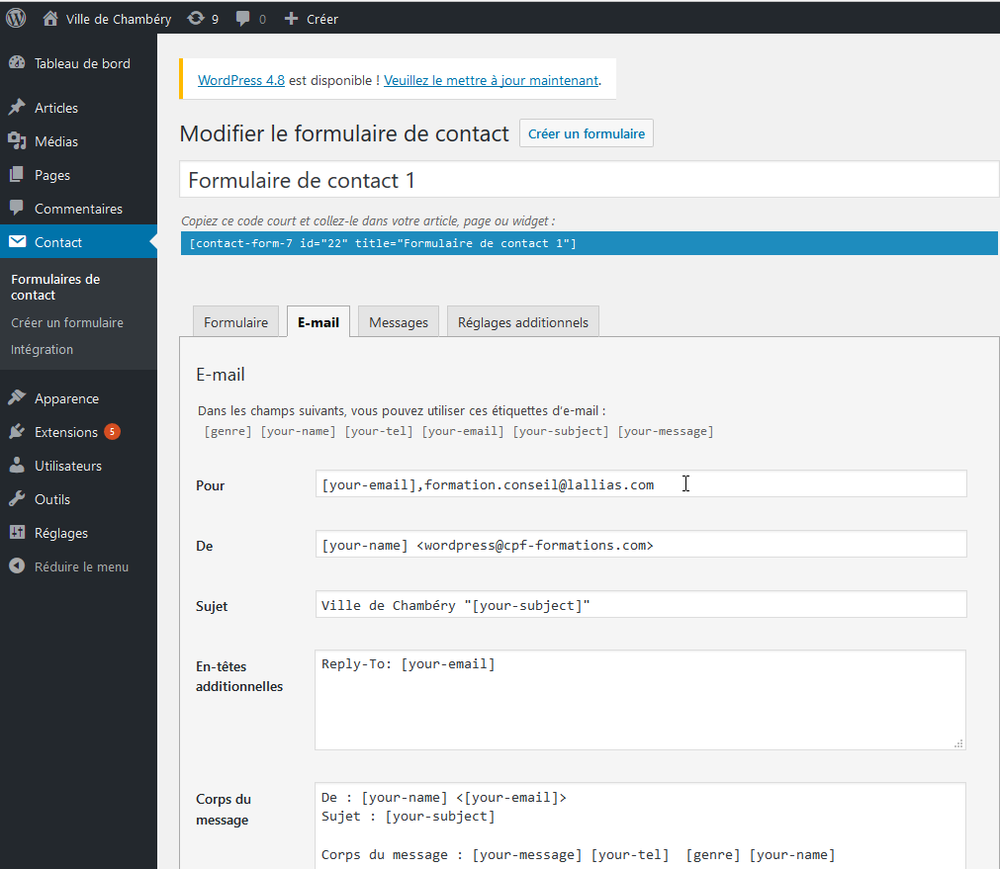 Ville de Chambéry 9 0 Créer
Tableau de bord
Articles
Médias
Pages
Commentaires
Contact
Formulaires de
contact
Créer un formulaire
Intégration
Apparence
Extensions 5
Utilisateurs
Outils
Réglages
Réduire le menu
WordPress 4.8 est disponible ! Veuillez le mettre à jour maintenant.
Modifier le formulaire de contact Créer un formulaire
Formulaire de contact 1
Copiez ce code court et collez-le dans votre article, page ou widget :
[contact-form-7 id="22" title="Formulaire de contact 1"]
Formulaire E-mail Messages Réglages additionnels
E-mail
Dans les champs suivants, vous pouvez utiliser ces étiquettes d'e-mail :
[genre] [your-name] [your-tel] [your-email] [your-subject] [your-message]
Pour [your-email],formation.conseil@lallias.com
De [your-name] <wordpress@cpf-formations.com>
Sujet Ville de Chambéry "[your-subject]"
En-têtes
additionnelles
Reply-To: [your-email]
Corps du
message
De : [your-name] <[your-email]>
Sujet : [your-subject]
Corps du message : [your-message] [your-tel]  [genre] [your-name]